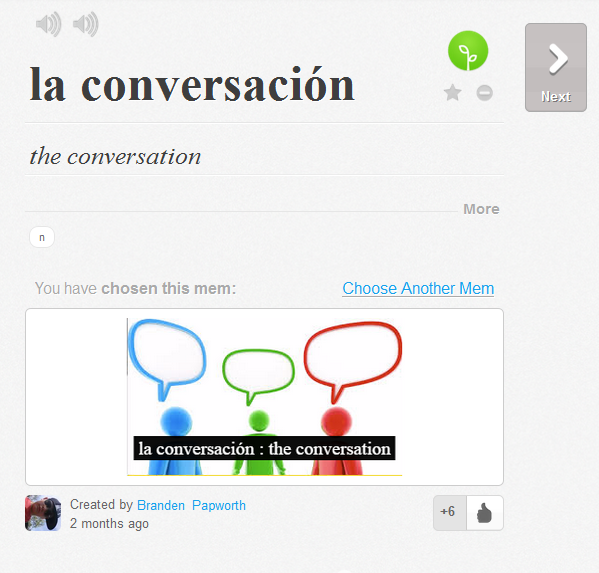 la conversación
Next
the conversation
More
n
You have chosen this mem: Choose Another Mem
la conversación : the conversation
Created by Branden Papworth
2 months ago
+6